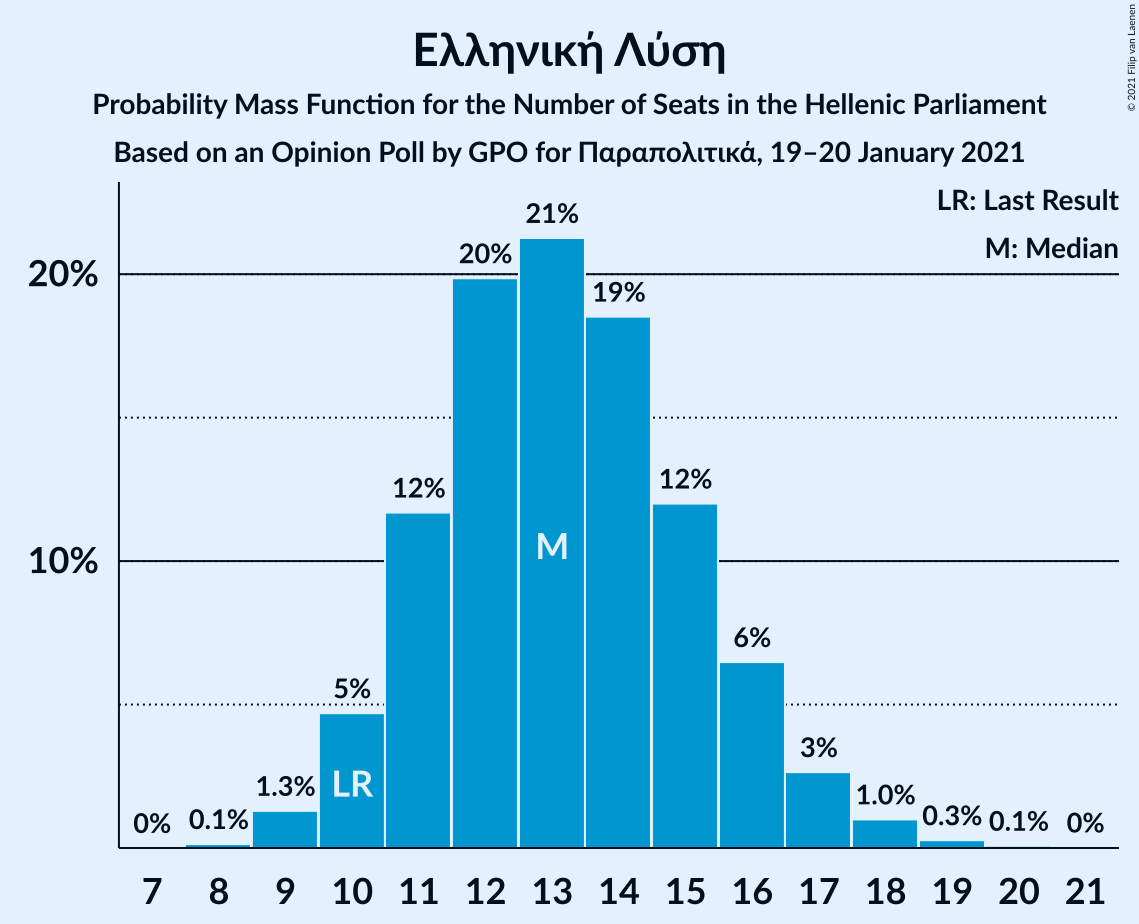 © 2021 Filip van Laenen
Ελληνική Λύση
Probability Mass Function for the Number of Seats in the Hellenic Parliament
Based on an Opinion Poll by GPO for Παραπολιτικά, 19–20 January 2021
LR: Last Result
M: Median
20%
10%
0% 0.1% 1.3% 5% 12% 20% 21% 19% 12% 6% 3% 1.0% 0.3% 0.1% 0%
LR M
7 8 9 10 11 12 13 14 15 16 17 18 19 20 21